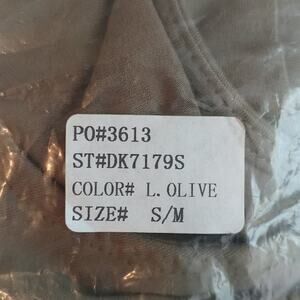 PO#3613
ST#DK7179S
COLOR# L.OLIVE
SIZE# S/M